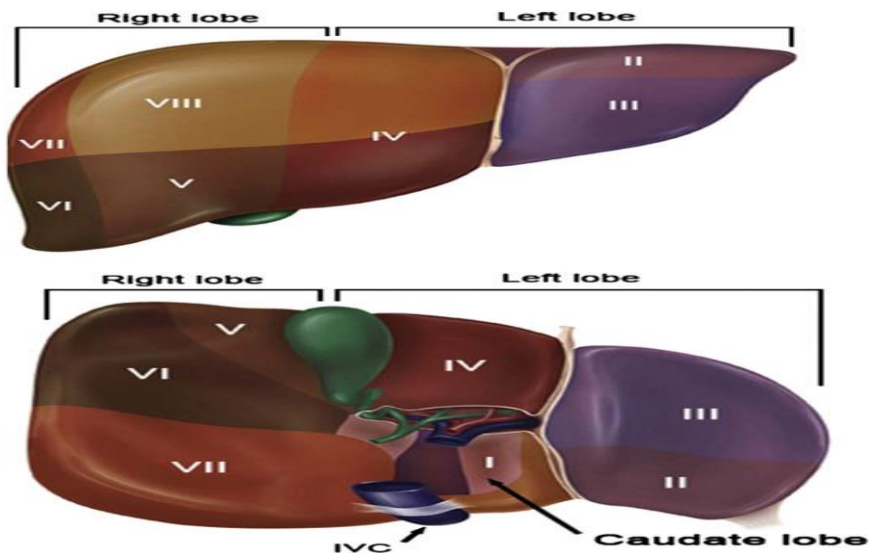 Right lobe Left lobe
II
VIII III
VII IV
V
VI
Right lobe Left lobe
V
IV
VI III
VII I
II
Caudate lobe
IVC